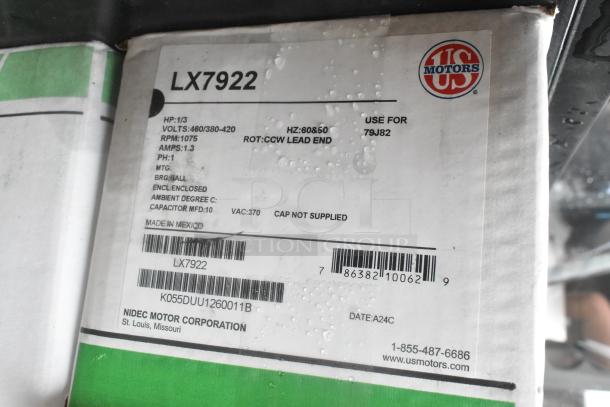 LX7922
US
MOTORS
HP:1/3
VOLTS:460/380-420 HZ:60&50 USE FOR
RPM:1075 ROT:CCW LEAD END 79J82
AMPS:1.3
PH:1
MTG:
BRG:BALL
ENCL:ENCLOSED
AMBIENT DEGREE C:
CAPACITOR MFD:10 VAC:370 CAP NOT SUPPLIED
MADE IN MEXICO
LX7922
7 86382 10062 9
K055DUU1260011B
NIDEC MOTOR CORPORATION DATE:A24C
St. Louis, Missouri
1-855-487-6686
www.usmotors.com